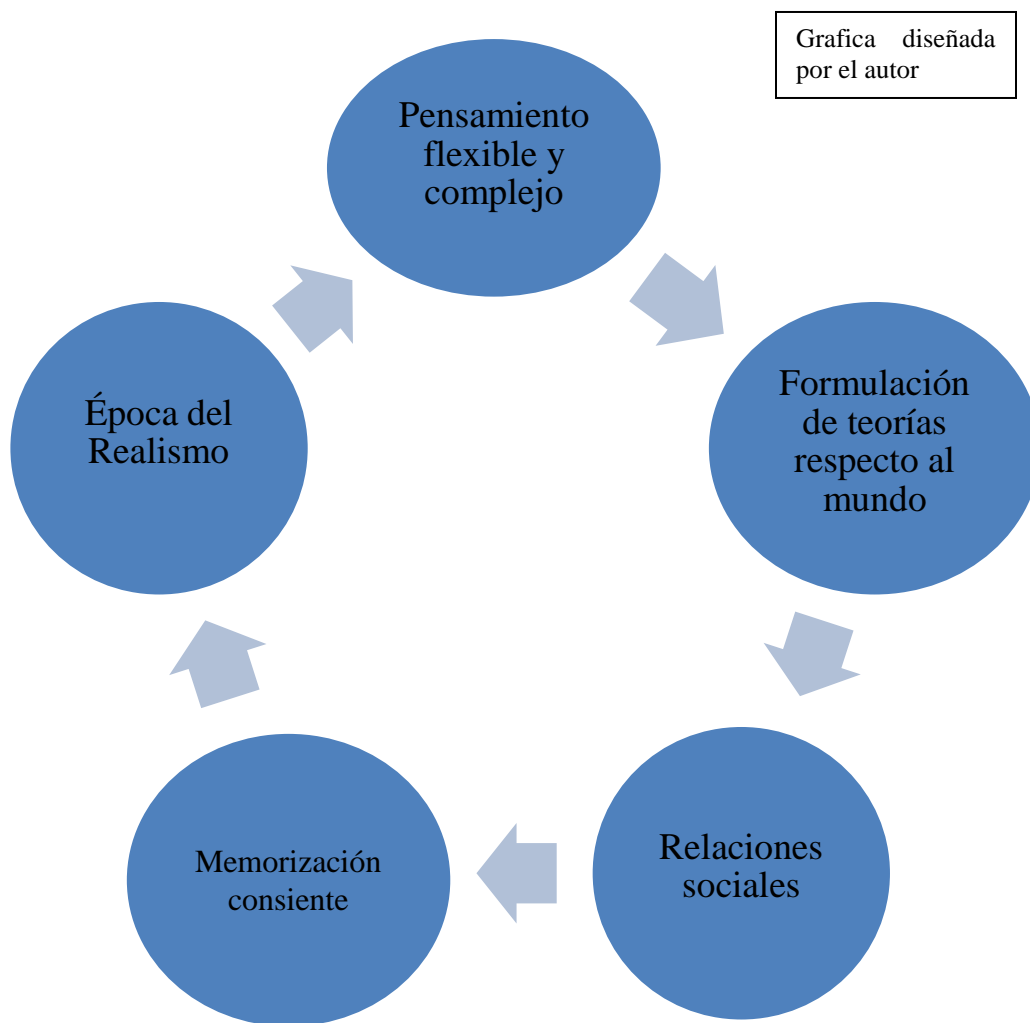 Grafica diseñada
por el autor
Pensamiento
flexible y
complejo
Formulación
de teorías
respecto al
mundo
Relaciones
sociales
Memorización
consiente
Época del
Realismo